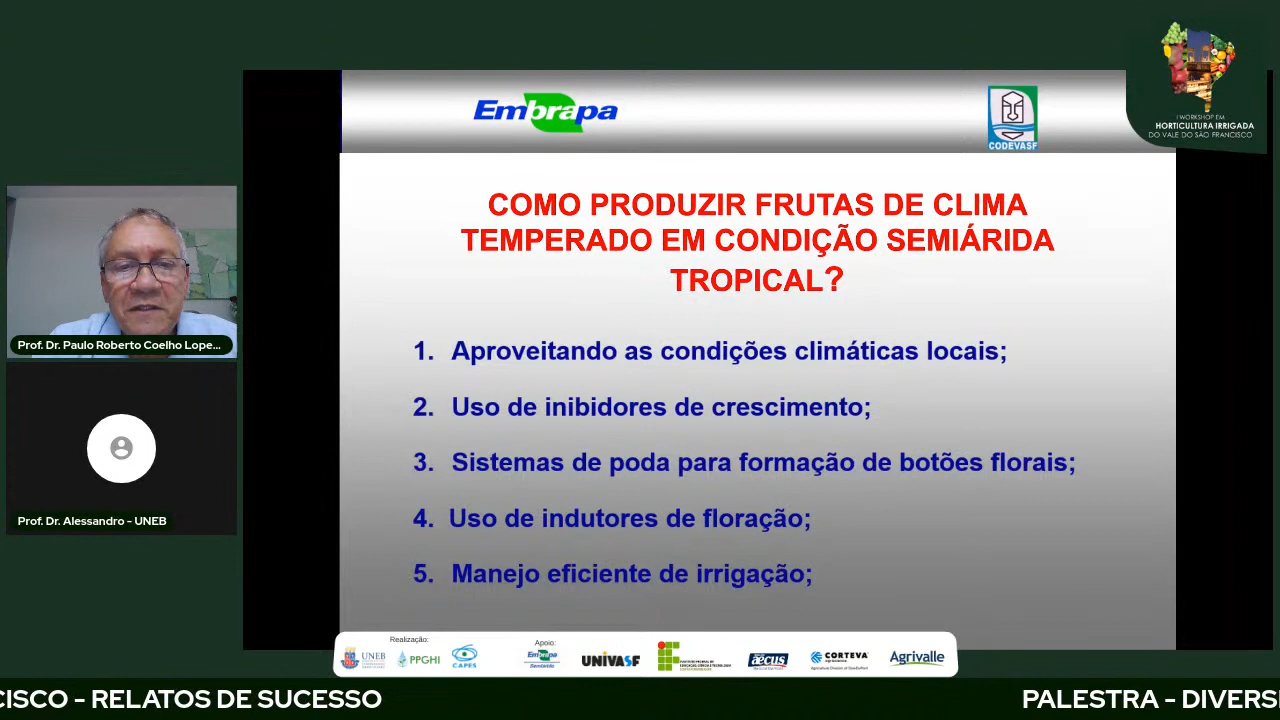 Embrapa
CODEVASF
I WORKSHOP EM
HORTICULTURA IRRIGADA
DO VALE DO SÃO FRANCISCO
COMO PRODUZIR FRUTAS DE CLIMA
TEMPERADO EM CONDIÇÃO SEMIÁRIDA
TROPICAL?
1. Aproveitando as condições climáticas locais;
2. Uso de inibidores de crescimento;
3. Sistemas de poda para formação de botões florais;
4. Uso de indutores de floração;
5. Manejo eficiente de irrigação;
Prof. Dr. Paulo Roberto Coelho Lope...
Prof. Dr. Alessandro - UNEB
Realização:
UNEB
PPGHI
CAPES
Apoio:
Embrapa
UNIVASF
CORTEVA
Agrivalle
CISCO - RELATOS DE SUCESSO
PALESTRA - DIVERS